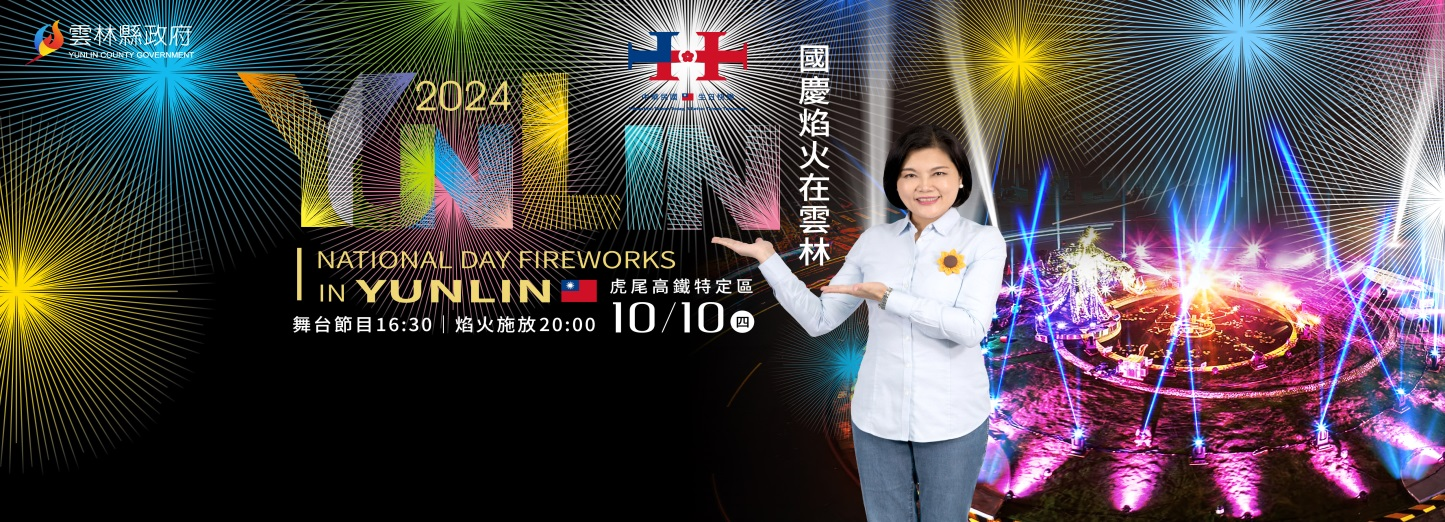 雲林縣政府
YUNLIN COUNTY GOVERNMENT
2024
YUNLIN
國慶焰火在雲林
NATIONAL DAY FIREWORKS
IN YUNLIN
虎尾高鐵特定區
舞台節目16:30｜焰火施放20:00
10/10 四